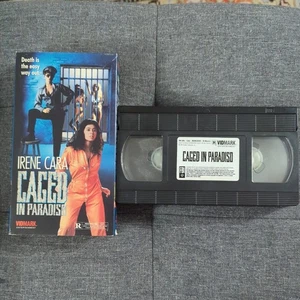 Death is
the easy
way out.
IRENE CARA
CAGED
IN PARADISO
VIDMARK
R
VIDMARK
CAGED IN PARADISO